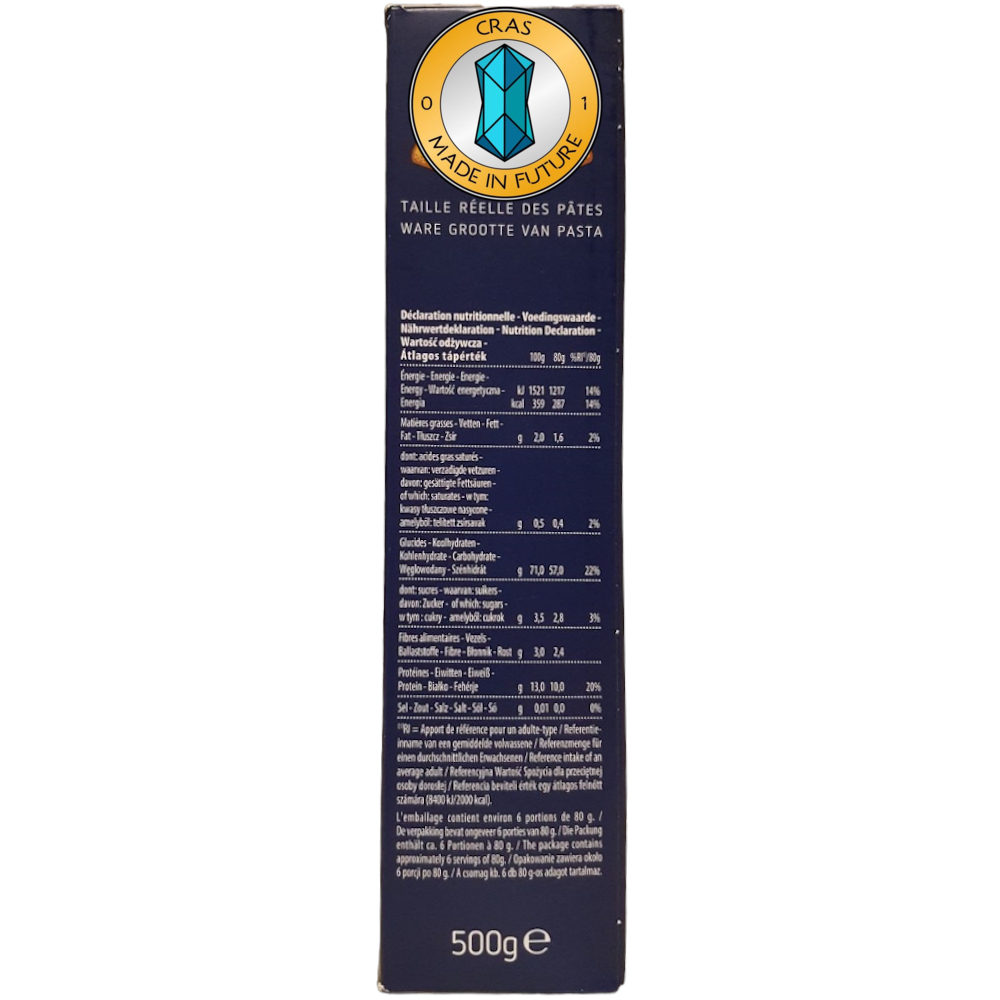 CRAS
0 1
MADE IN FUTURE
TAILLE RÉELLE DES PÂTES
WARE GROOTTE VAN PASTA
Déclaration nutritionnelle - Voedingswaarde -
Nährwertdeklaration - Nutrition Declaration -
Wartość odżywcza -
Átlagos tápérték 100g 80g %RI⁽¹⁾/80g
Énergie - Energie - Energie -
Energy - Wartość energetyczna - kJ 1521 1217 14%
Energia kcal 359 287 14%
Matières grasses - Vetten - Fett -
Fat - Tłuszcz - Zsír g 2,0 1,6 2%
dont: acides gras saturés -
waarvan: verzadigde vetzuren -
davon: gesättigte Fettsäuren -
of which: saturates - w tym:
kwasy tłuszczowe nasycone -
amelyből: telített zsírsavak g 0,5 0,4 2%
Glucides - Koolhydraten -
Kohlenhydrate - Carbohydrate -
Węglowodany - Szénhidrát g 71,0 57,0 22%
dont: sucres - waarvan: suikers -
davon: Zucker - of which: sugars -
w tym : cukry - amelyből: cukrok g 3,5 2,8 3%
Fibres alimentaires - Vezels -
Ballaststoffe - Fibre - Błonnik - Rost g 3,0 2,4
Protéines - Eiwitten - Eiweiß -
Protein - Białko - Fehérje g 13,0 10,0 20%
Sel - Zout - Salz - Salt - Sól - Só g 0,01 0,0 0%
⁽¹⁾RI = Apport de référence pour un adulte-type / Referentie-
inname van een gemiddelde volwassene / Referenzmenge für
einen durchschnittlichen Erwachsenen / Reference intake of an
average adult / Referencyjna Wartość Spożycia dla przeciętnej
osoby dorosłej / Referencia beviteli érték egy átlagos felnőtt
számára (8400 kJ/2000 kcal).
L'emballage contient environ 6 portions de 80 g. /
De verpakking bevat ongeveer 6 porties van 80 g. / Die Packung
enthält ca. 6 Portionen à 80 g. / The package contains
approximately 6 servings of 80g. / Opakowanie zawiera około
6 porcji po 80 g. / A csomag kb. 6 db 80 g-os adagot tartalmaz.
500g ℮